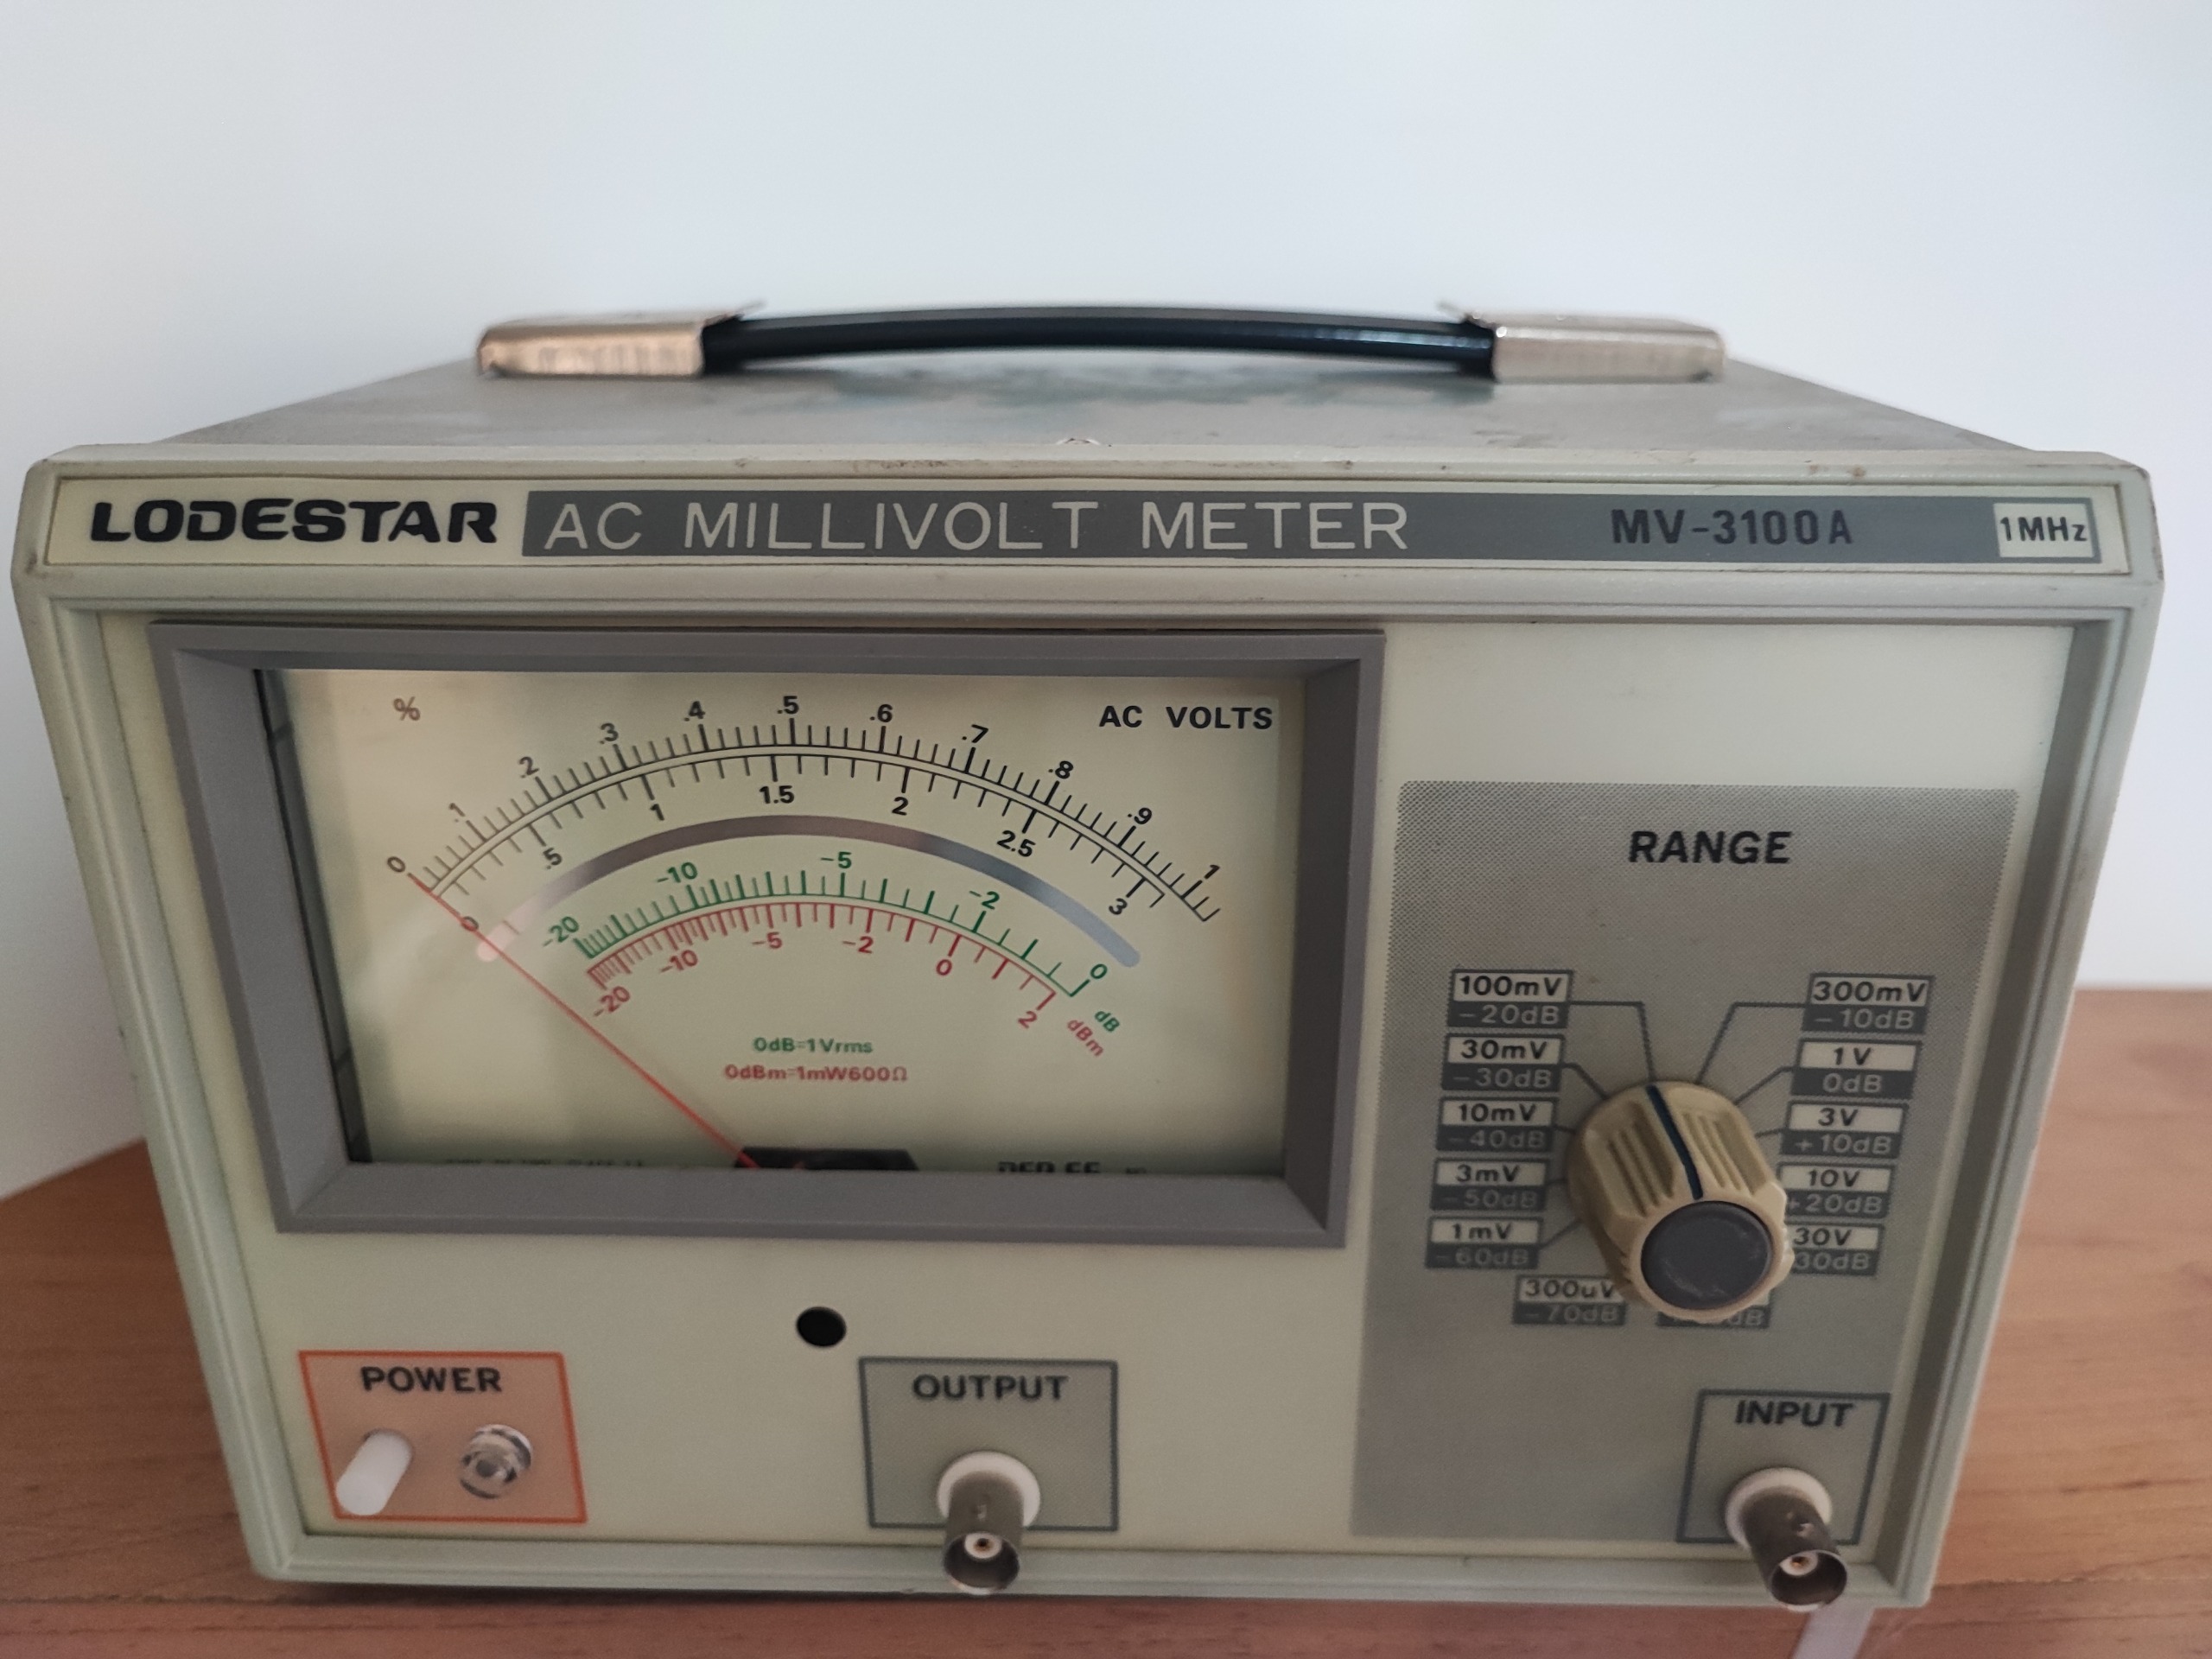 LODESTAR AC MILLIVOLT METER MV-3100A 1MHz
% AC VOLTS
0 .1 .2 .3 .4 .5 .6 .7 .8 .9 1
0 .5 1 1.5 2 2.5 3
-20 -10 -5 -2 0 dB
-20 -10 -5 -2 0 2 dBm
0dB=1Vrms
0dBm=1mW600Ω
RANGE
100mV
-20dB
30mV
-30dB
10mV
-40dB
3mV
-50dB
1mV
-60dB
300uV
-70dB
300mV
-10dB
1V
0dB
3V
+10dB
10V
+20dB
30V
30dB
dB
POWER
OUTPUT
INPUT